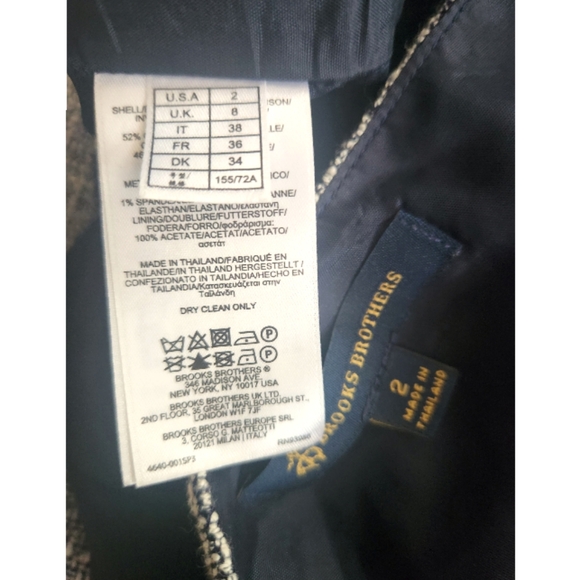 U.S.A 2
U.K. 8
IT 38
FR 36
DK 34
155/72A
SHELL/
52%
1% SPANDEX/
ELASTHAN/ELASTAN/ελαστάνη
LINING/DOUBLURE/FUTTERSTOFF/
FODERA/FORRO/φοδράρισμα:
100% ACETATE/ACETAT/ACETATO/
ασετάτ
MADE IN THAILAND/FABRIQUÉ EN
THAÏLANDE/IN THAILAND HERGESTELLT/
CONFEZIONATO IN TAILANDIA/HECHO EN
TAILANDIA/Κατασκευάζεται στην
Ταϊλάνδη
DRY CLEAN ONLY
BROOKS BROTHERS ®
346 MADISON AVE.
NEW YORK, NY 10017 USA
BROOKS BROTHERS UK LTD.
2ND FLOOR, 35 GREAT MARLBOROUGH ST.,
LONDON W1F 7JF
BROOKS BROTHERS EUROPE SRL
3, CORSO G. MATTEOTTI
20121 MILAN | ITALY
4640-001SP3
BROOKS BROTHERS
2
MADE IN
THAILAND